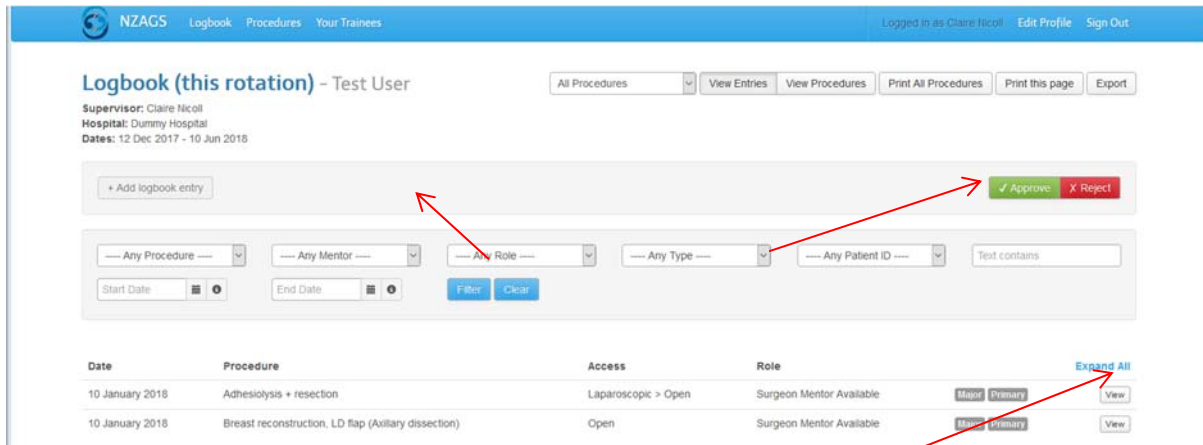 NZAGS Logbook Procedures Your Trainees Logged in as Claire Nicoll Edit Profile Sign Out
Logbook (this rotation) - Test User All Procedures View Entries View Procedures Print All Procedures Print this page Export
Supervisor: Claire Nicoll
Hospital: Dummy Hospital
Dates: 12 Dec 2017 - 10 Jun 2018
+ Add logbook entry ✓ Approve X Reject
---- Any Procedure ---- ---- Any Mentor ---- ---- Any Role ---- ---- Any Type ---- ---- Any Patient ID ---- Text contains
Start Date End Date Filter Clear
Date Procedure Access Role Expand All
10 January 2018 Adhesiolysis + resection Laparoscopic > Open Surgeon Mentor Available Major Primary View
10 January 2018 Breast reconstruction, LD flap (Axillary dissection) Open Surgeon Mentor Available Major Primary View